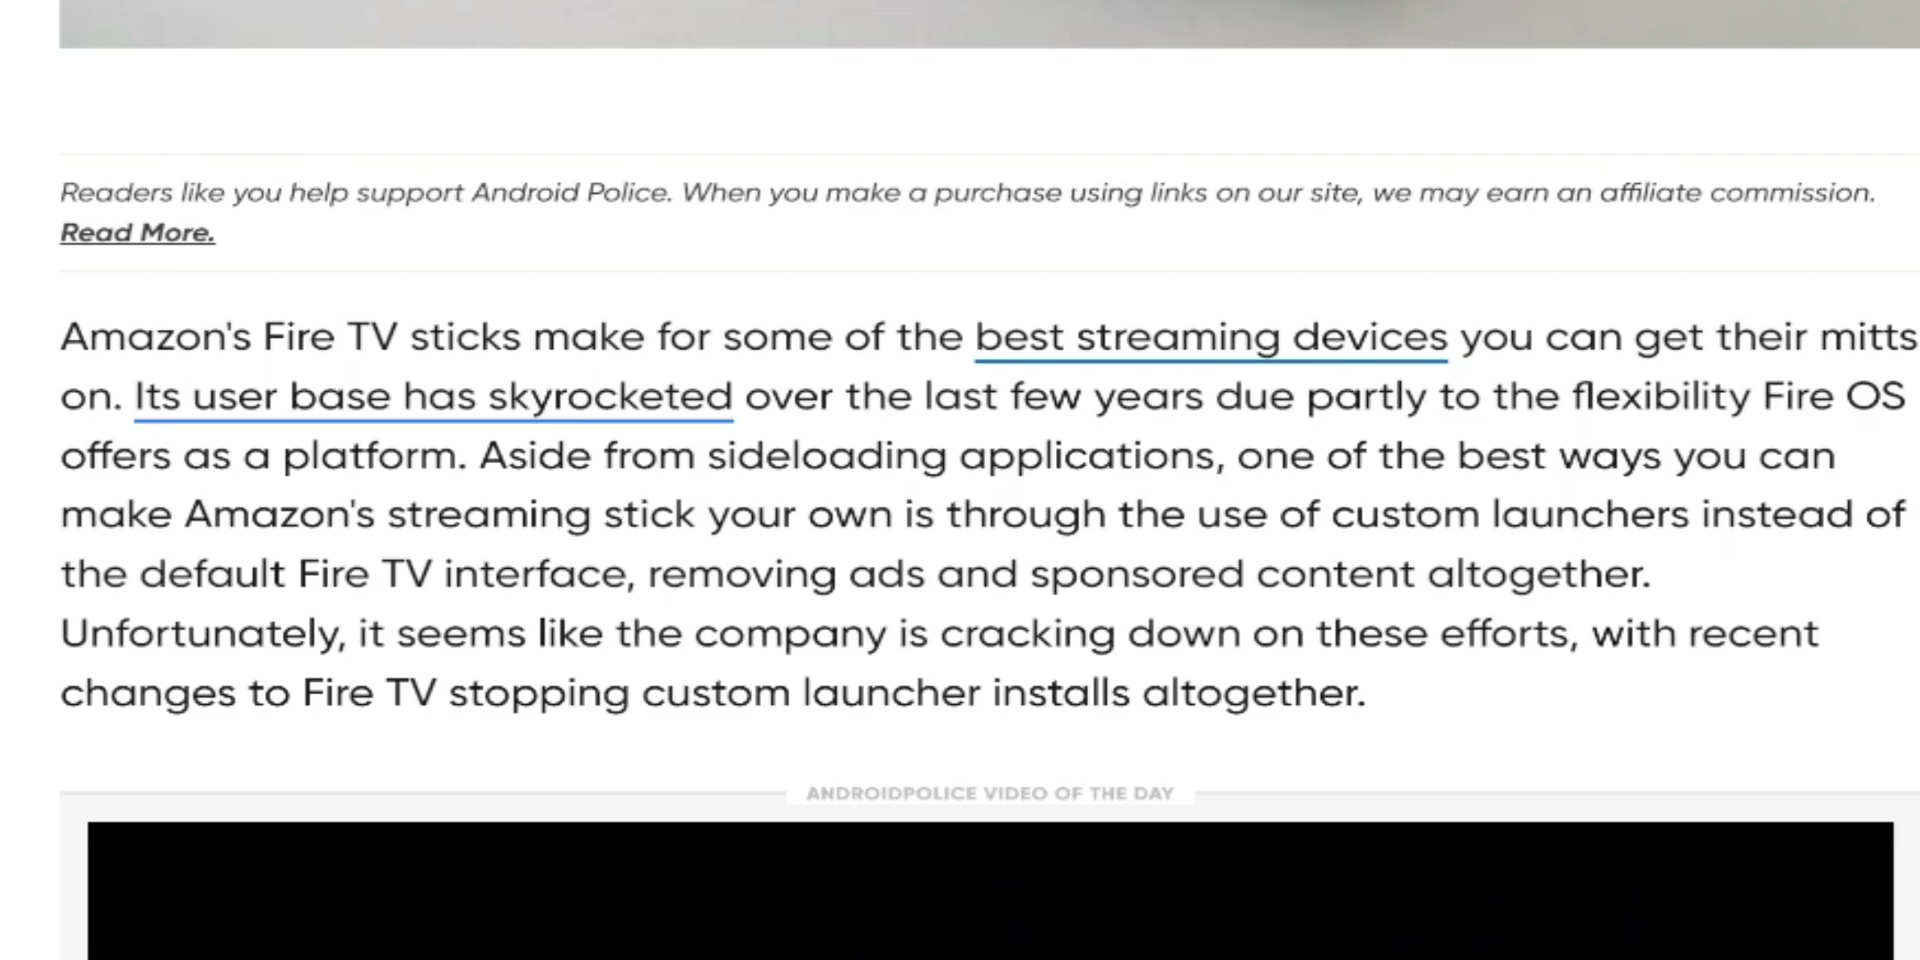 Readers like you help support Android Police. When you make a purchase using links on our site, we may earn an affiliate commission.
Read More.
Amazon's Fire TV sticks make for some of the best streaming devices you can get their mitts
on. Its user base has skyrocketed over the last few years due partly to the flexibility Fire OS
offers as a platform. Aside from sideloading applications, one of the best ways you can
make Amazon's streaming stick your own is through the use of custom launchers instead of
the default Fire TV interface, removing ads and sponsored content altogether.
Unfortunately, it seems like the company is cracking down on these efforts, with recent
changes to Fire TV stopping custom launcher installs altogether.
ANDROIDPOLICE VIDEO OF THE DAY